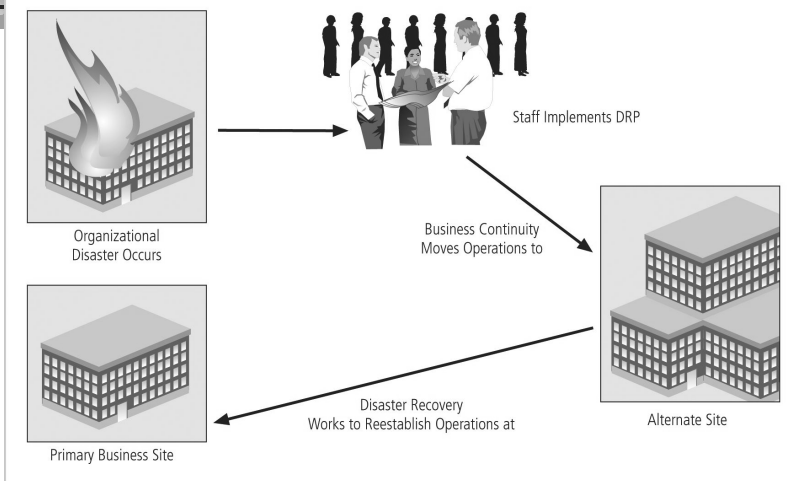 Organizational
Disaster Occurs
Staff Implements DRP
Business Continuity
Moves Operations to
Alternate Site
Disaster Recovery
Works to Reestablish Operations at
Primary Business Site